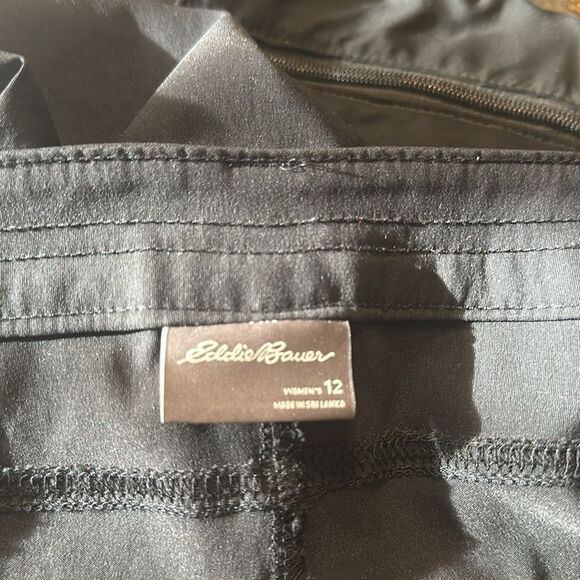 Eddie Bauer
WOMEN'S 12
MADE IN SRI LANKA